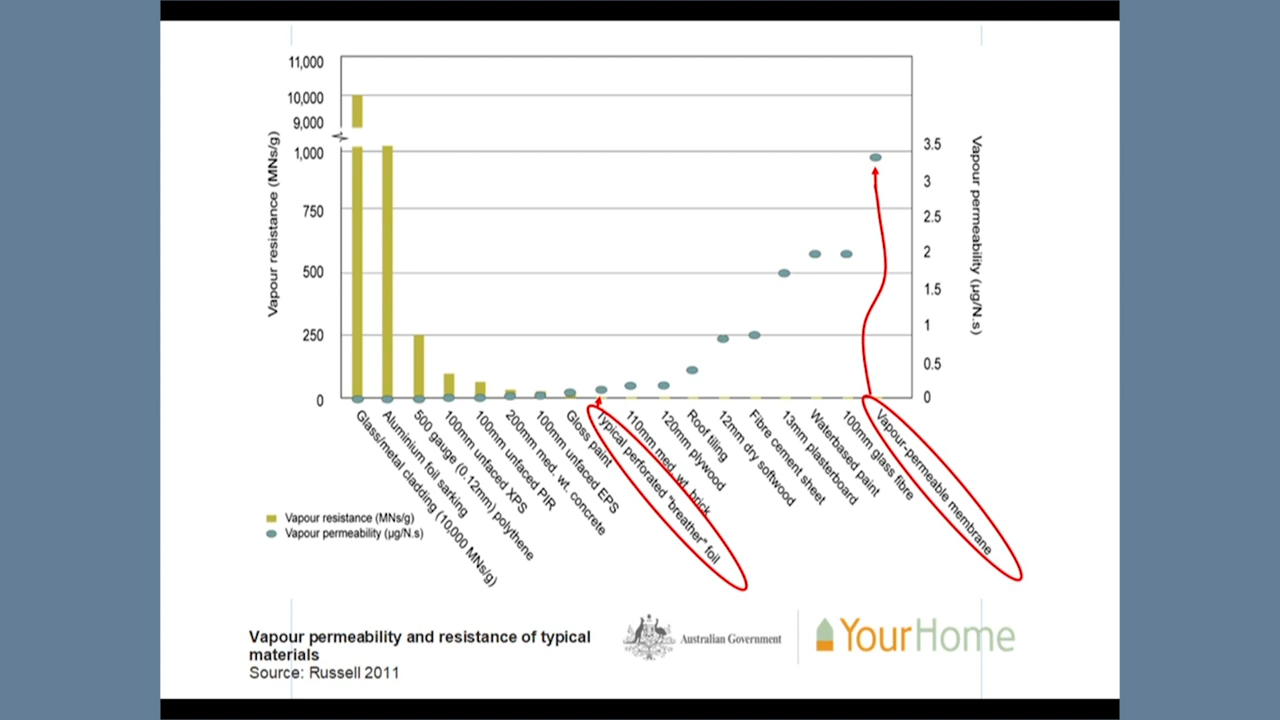 11,000
10,000
9,000
1,000
750
500
250
0
Vapour resistance (MNs/g)
3.5
3
2.5
2
1.5
1
0.5
0
Vapour permeability (µg/N.s)
Glass/metal cladding (10,000 MNs/g)
Aluminium foil sarking
500 gauge (0.12mm) polythene
100mm unfaced XPS
100mm unfaced PIR
200mm med. wt. concrete
100mm unfaced EPS
Gloss paint
Typical perforated "breather" foil
110mm med. wt. brick
120mm plywood
Roof tiling
12mm dry softwood
Fibre cement sheet
13mm plasterboard
Waterbased paint
100mm glass fibre
Vapour-permeable membrane
Vapour resistance (MNs/g)
Vapour permeability (µg/N.s)
Vapour permeability and resistance of typical
materials
Source: Russell 2011
Australian Government
YourHome